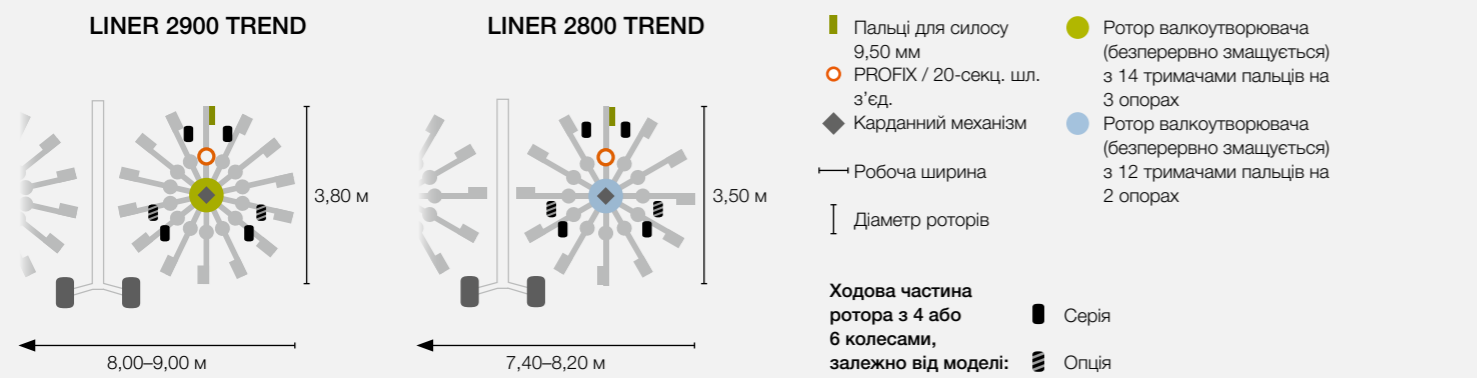 LINER 2900 TREND
3,80 м
8,00–9,00 м
LINER 2800 TREND
3,50 м
7,40–8,20 м
Пальці для силосу
9,50 мм
PROFIX / 20-секц. шл.
з’єд.
Карданний механізм
Робоча ширина
Діаметр роторів
Ротор валкоутворювача
(безперервно змащується)
з 14 тримачами пальців на
3 опорах
Ротор валкоутворювача
(безперервно змащується)
з 12 тримачами пальців на
2 опорах
Ходова частина
ротора з 4 або
6 колесами,
залежно від моделі:
Серія
Опція